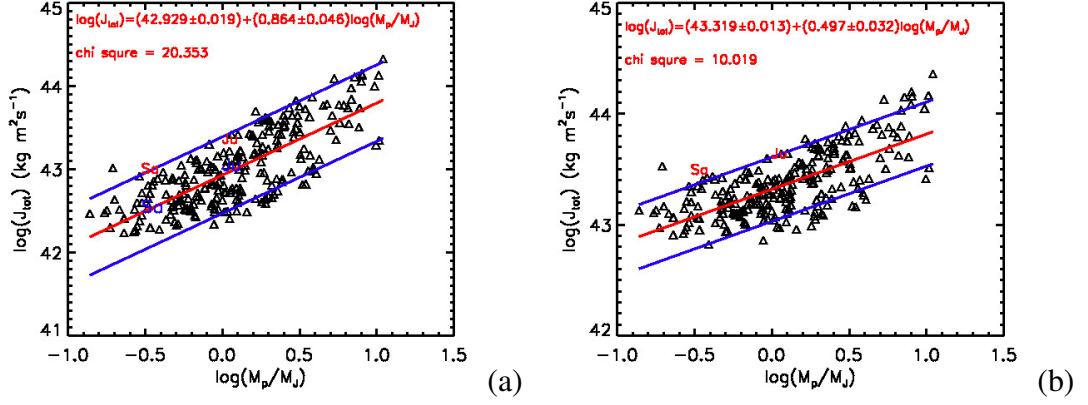 log(J_tot)=(42.929±0.019)+(0.864±0.046)log(M_p/M_J)
chi squre = 20.353
45
44
43
42
41
log(J_tot) (kg m²s⁻¹)
Ju
Sa
Ju
Sa
-1.0 -0.5 0.0 0.5 1.0 1.5
log(M_p/M_J)
(a)
log(J_tot)=(43.319±0.013)+(0.497±0.032)log(M_p/M_J)
chi squre = 10.019
45
44
43
42
log(J_tot) (kg m²s⁻¹)
Ju
Sa
-1.0 -0.5 0.0 0.5 1.0 1.5
log(M_p/M_J)
(b)